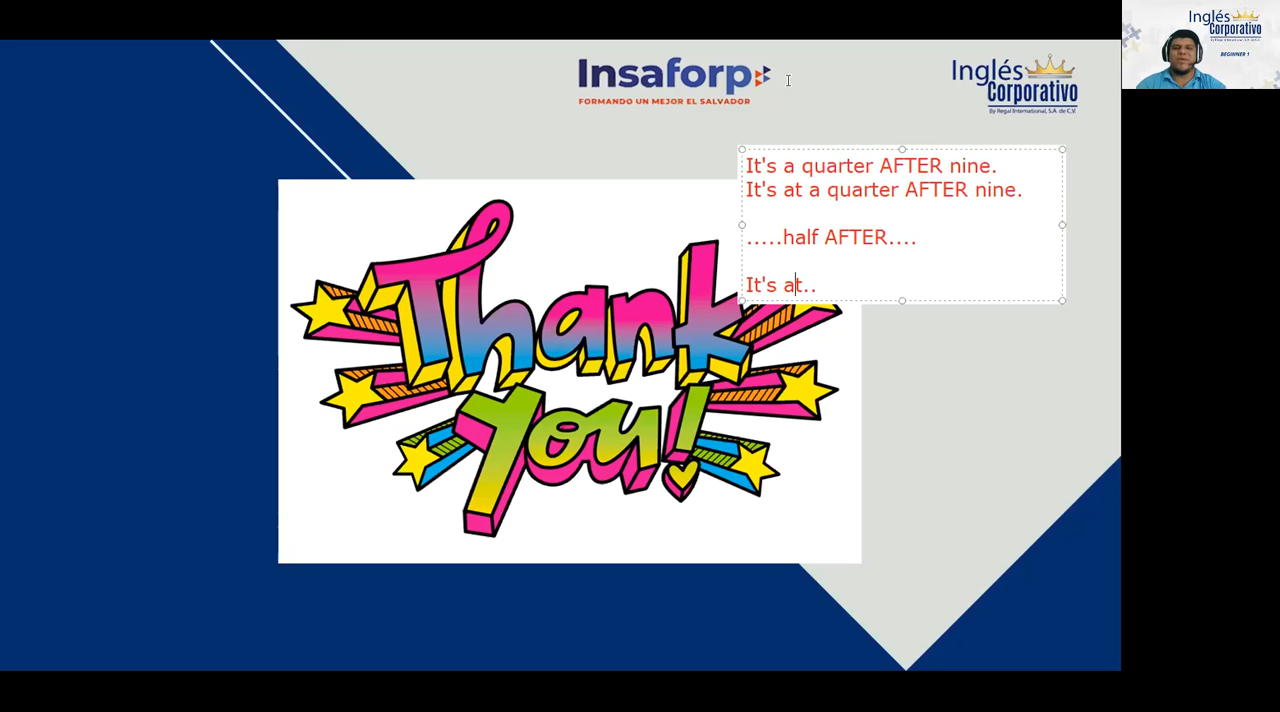 Insaforp
FORMANDO UN MEJOR EL SALVADOR
Inglés
Corporativo
By Regal International, S.A. de C.V.
Inglés
Corporativo
BEGINNER 1
It's a quarter AFTER nine.
It's at a quarter AFTER nine.
.....half AFTER....
It's at..
Thank
you!